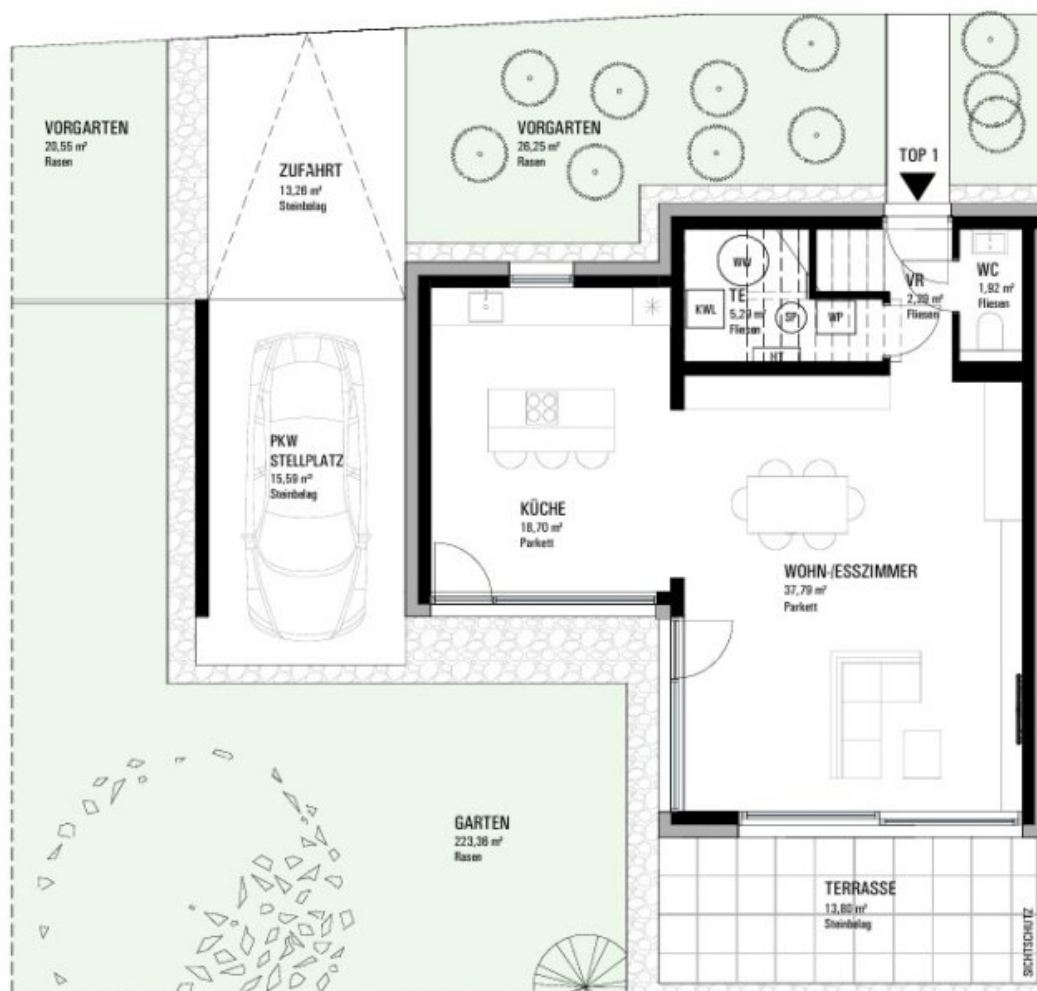 VORGARTEN
20,55 m²
Rasen
ZUFAHRT
13,26 m²
Steinbelag
VORGARTEN
26,25 m²
Rasen
TOP 1
WW
TE
5,29 m²
Fliesen
KWL
SP
WP
HT
VR
2,39 m²
Fliesen
WC
1,92 m²
Fliesen
PKW
STELLPLATZ
15,59 m²
Steinbelag
KÜCHE
18,70 m²
Parkett
WOHN-/ESSZIMMER
37,79 m²
Parkett
GARTEN
223,36 m²
Rasen
TERRASSE
13,80 m²
Steinbelag
SICHTSCHUTZ